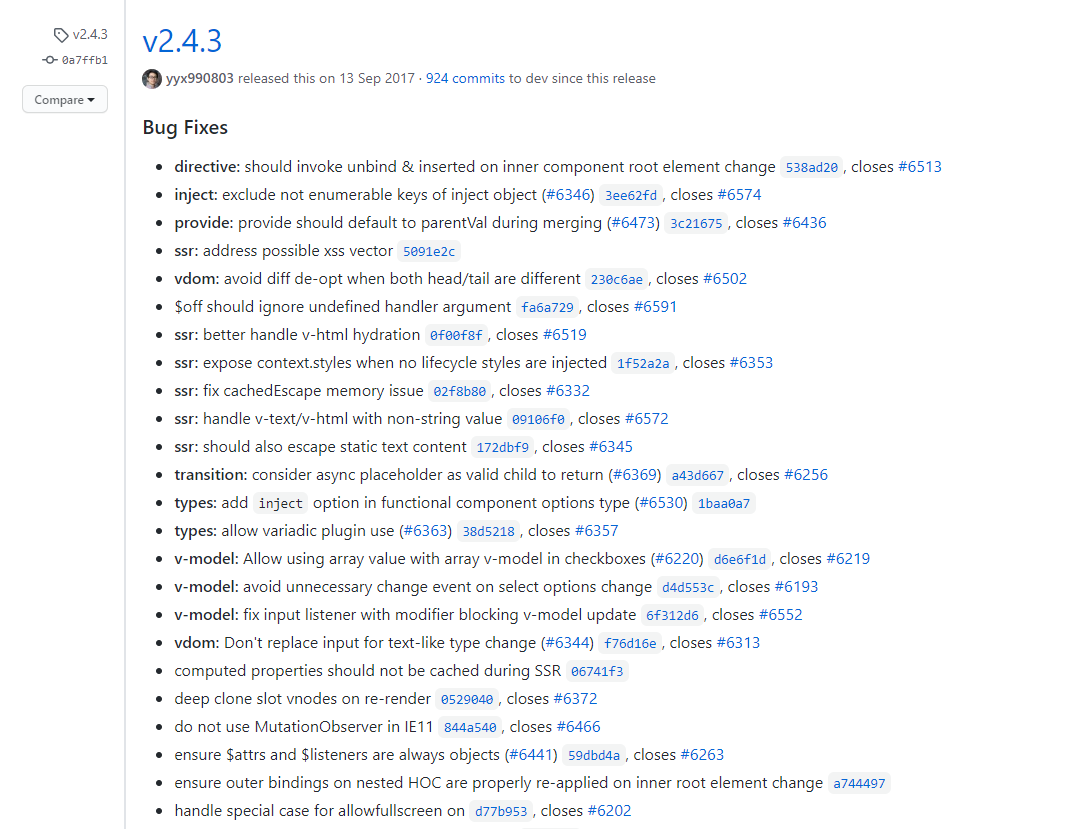 v2.4.3
0a7ffb1
Compare
v2.4.3
yyx990803 released this on 13 Sep 2017 · 924 commits to dev since this release
Bug Fixes
• directive: should invoke unbind & inserted on inner component root element change 538ad20 , closes #6513
• inject: exclude not enumerable keys of inject object (#6346) 3ee62fd , closes #6574
• provide: provide should default to parentVal during merging (#6473) 3c21675 , closes #6436
• ssr: address possible xss vector 5091e2c
• vdom: avoid diff de-opt when both head/tail are different 230c6ae , closes #6502
• $off should ignore undefined handler argument fa6a729 , closes #6591
• ssr: better handle v-html hydration 0f00f8f , closes #6519
• ssr: expose context.styles when no lifecycle styles are injected 1f52a2a , closes #6353
• ssr: fix cachedEscape memory issue 02f8b80 , closes #6332
• ssr: handle v-text/v-html with non-string value 09106f0 , closes #6572
• ssr: should also escape static text content 172dbf9 , closes #6345
• transition: consider async placeholder as valid child to return (#6369) a43d667 , closes #6256
• types: add inject option in functional component options type (#6530) 1baa0a7
• types: allow variadic plugin use (#6363) 38d5218 , closes #6357
• v-model: Allow using array value with array v-model in checkboxes (#6220) d6e6f1d , closes #6219
• v-model: avoid unnecessary change event on select options change d4d553c , closes #6193
• v-model: fix input listener with modifier blocking v-model update 6f312d6 , closes #6552
• vdom: Don't replace input for text-like type change (#6344) f76d16e , closes #6313
• computed properties should not be cached during SSR 06741f3
• deep clone slot vnodes on re-render 0529040 , closes #6372
• do not use MutationObserver in IE11 844a540 , closes #6466
• ensure $attrs and $listeners are always objects (#6441) 59dbd4a , closes #6263
• ensure outer bindings on nested HOC are properly re-applied on inner root element change a744497
• handle special case for allowfullscreen on d77b953 , closes #6202